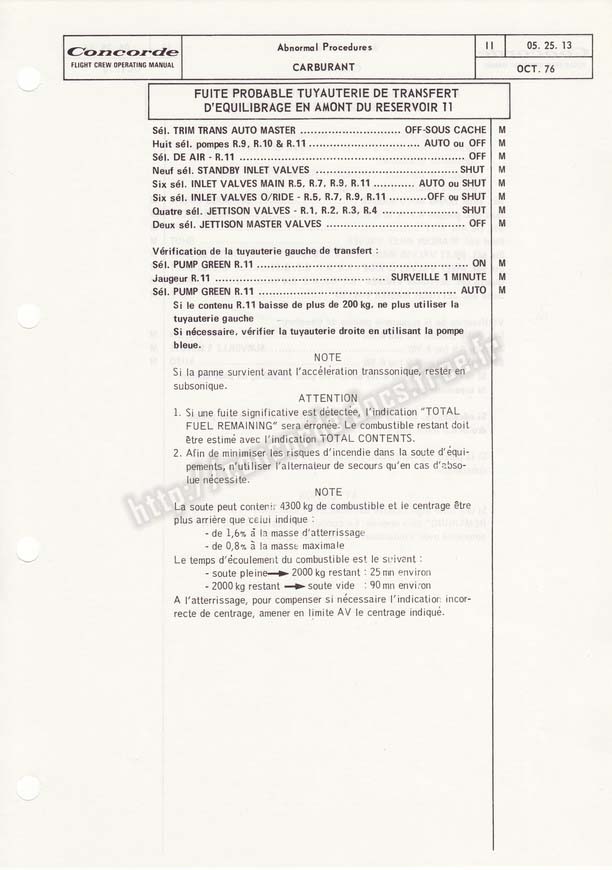 Concorde
FLIGHT CREW OPERATING MANUAL
Abnormal Procedures
CARBURANT
11 05. 25. 13
OCT. 76
FUITE PROBABLE TUYAUTERIE DE TRANSFERT
D'EQUILIBRAGE EN AMONT DU RESERVOIR 11
Sél. TRIM TRANS AUTO MASTER ............................ OFF-SOUS CACHE M
Huit sél. pompes R.9, R.10 & R.11 ............................... AUTO ou OFF M
Sél. DE AIR - R.11 ............................................................... OFF M
Neuf sél. STANDBY INLET VALVES ....................................... SHUT M
Six sél. INLET VALVES MAIN R.5, R.7, R.9, R.11 ........... AUTO ou SHUT M
Six sél. INLET VALVES O/RIDE - R.5, R.7, R.9, R.11 ...........OFF ou SHUT M
Quatre sél. JETTISON VALVES - R.1, R.2, R.3, R.4 ..................... SHUT M
Deux sél. JETTISON MASTER VALVES ....................................... OFF M
Vérification de la tuyauterie gauche de transfert :
Sél. PUMP GREEN R.11 ........................................................... ON M
Jaugeur R.11 ............................................... SURVEILLE 1 MINUTE M
Sél. PUMP GREEN R.11 ....................................................... AUTO M
Si le contenu R.11 baisse de plus de 200 kg, ne plus utiliser la
tuyauterie gauche
Si nécessaire, vérifier la tuyauterie droite en utilisant la pompe
bleue.
NOTE
Si la panne survient avant l'accélération transsonique, rester en
subsonique.
ATTENTION
1. Si une fuite significative est détectée, l'indication "TOTAL
FUEL REMAINING" sera érronée. Le combustible restant doit
être estimé avec l'indication TOTAL CONTENTS.
2. Afin de minimiser les risques d'incendie dans la soute d'équi-
pements, n'utiliser l'alternateur de secours qu'en cas d'abso-
lue nécessite.
NOTE
La soute peut contenir 4300 kg de combustible et le centrage être
plus arrière que celui indique :
- de 1,6% à la masse d'atterrissage
- de 0,8% à la masse maximale
Le temps d'écoulement du combustible est le suivant :
- soute pleine → 2000 kg restant : 25 mn environ
- 2000 kg restant → soute vide : 90 mn environ
A l'atterrissage, pour compenser si nécessaire l'indication incor-
recte de centrage, amener en limite AV le centrage indiqué.